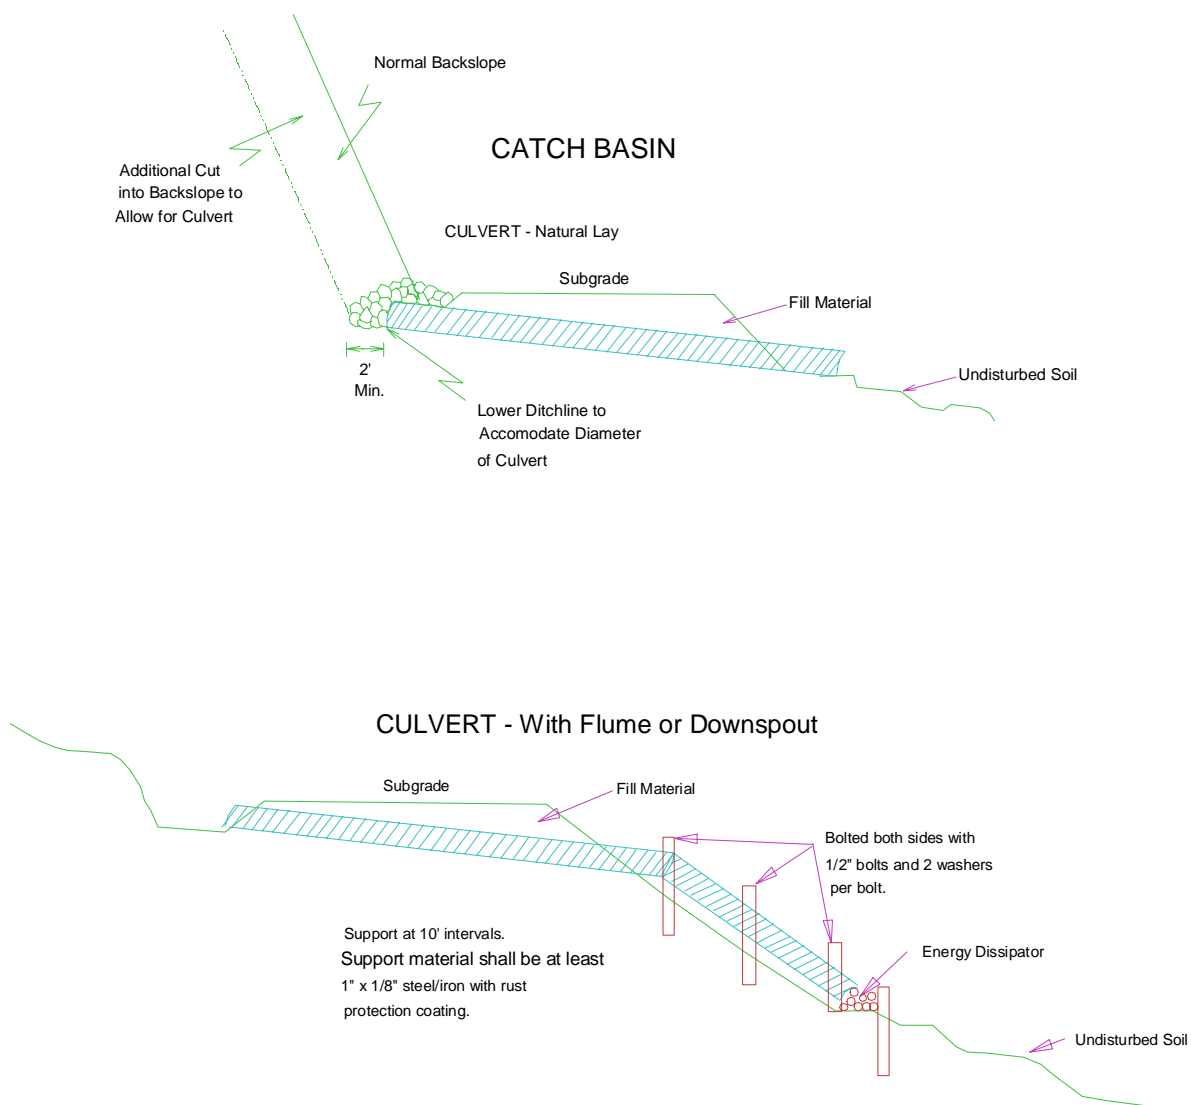 Normal Backslope
CATCH BASIN
Additional Cut
into Backslope to
Allow for Culvert
CULVERT - Natural Lay
Subgrade
Fill Material
2'
Min.
Undisturbed Soil
Lower Ditchline to
Accomodate Diameter
of Culvert
CULVERT - With Flume or Downspout
Subgrade
Fill Material
Bolted both sides with
1/2" bolts and 2 washers
per bolt.
Support at 10' intervals.
Support material shall be at least
1" x 1/8" steel/iron with rust
protection coating.
Energy Dissipator
Undisturbed Soil